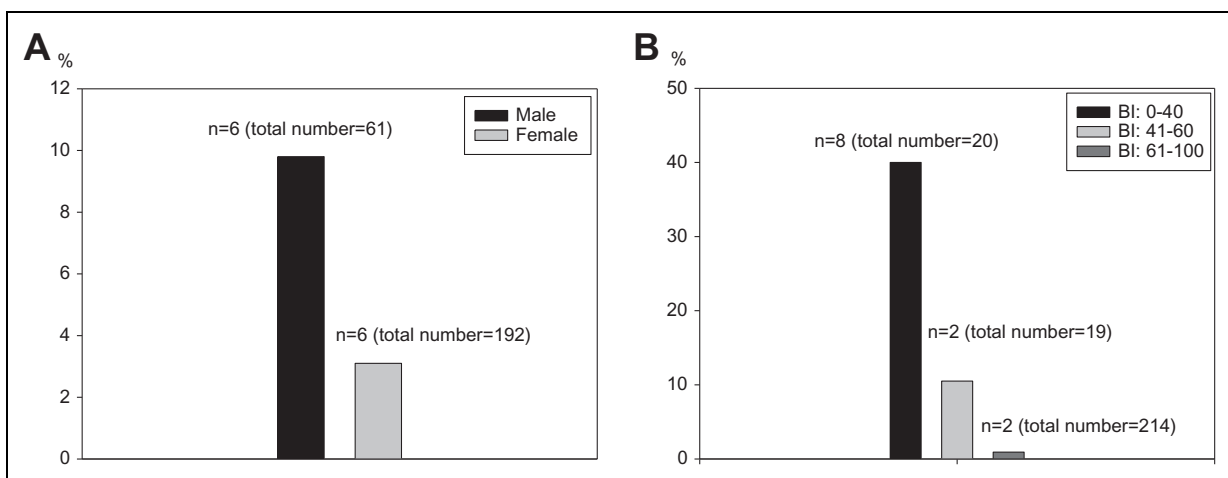 A
%
12
10
8
6
4
2
0
Male
Female
n=6 (total number=61)
n=6 (total number=192)
B
%
50
40
30
20
10
0
BI: 0-40
BI: 41-60
BI: 61-100
n=8 (total number=20)
n=2 (total number=19)
n=2 (total number=214)